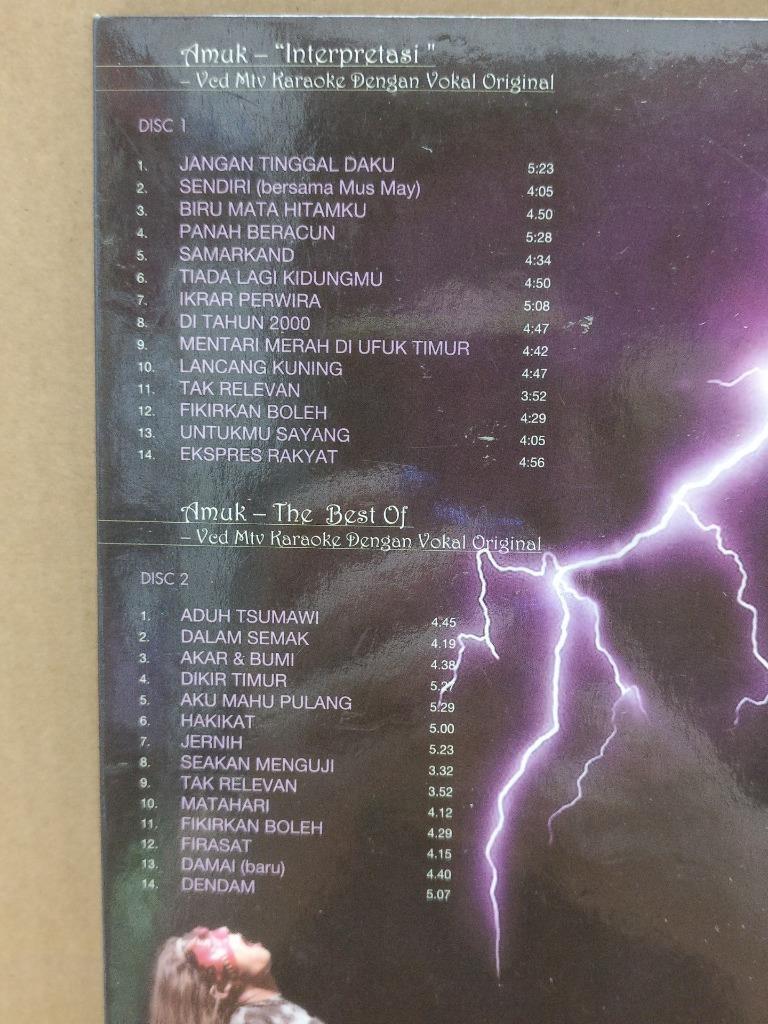 Amuk – "Interpretasi"
– Vcd Mtv Karaoke Dengan Vokal Original
DISC 1
1. JANGAN TINGGAL DAKU 5:23
2. SENDIRI (bersama Mus May) 4:05
3. BIRU MATA HITAMKU 4.50
4. PANAH BERACUN 5:28
5. SAMARKAND 4:34
6. TIADA LAGI KIDUNGMU 4:50
7. IKRAR PERWIRA 5:08
8. DI TAHUN 2000 4:47
9. MENTARI MERAH DI UFUK TIMUR 4:42
10. LANCANG KUNING 4:47
11. TAK RELEVAN 3:52
12. FIKIRKAN BOLEH 4:29
13. UNTUKMU SAYANG 4:05
14. EKSPRES RAKYAT 4:56
Amuk – The Best Of
– Vcd Mtv Karaoke Dengan Vokal Original
DISC 2
1. ADUH TSUMAWI 4.45
2. DALAM SEMAK 4.19
3. AKAR & BUMI 4.38
4. DIKIR TIMUR 5.27
5. AKU MAHU PULANG 5.29
6. HAKIKAT 5.00
7. JERNIH 5.23
8. SEAKAN MENGUJI 3.32
9. TAK RELEVAN 3.52
10. MATAHARI 4.12
11. FIKIRKAN BOLEH 4.29
12. FIRASAT 4.15
13. DAMAI (baru) 4.40
14. DENDAM 5.07